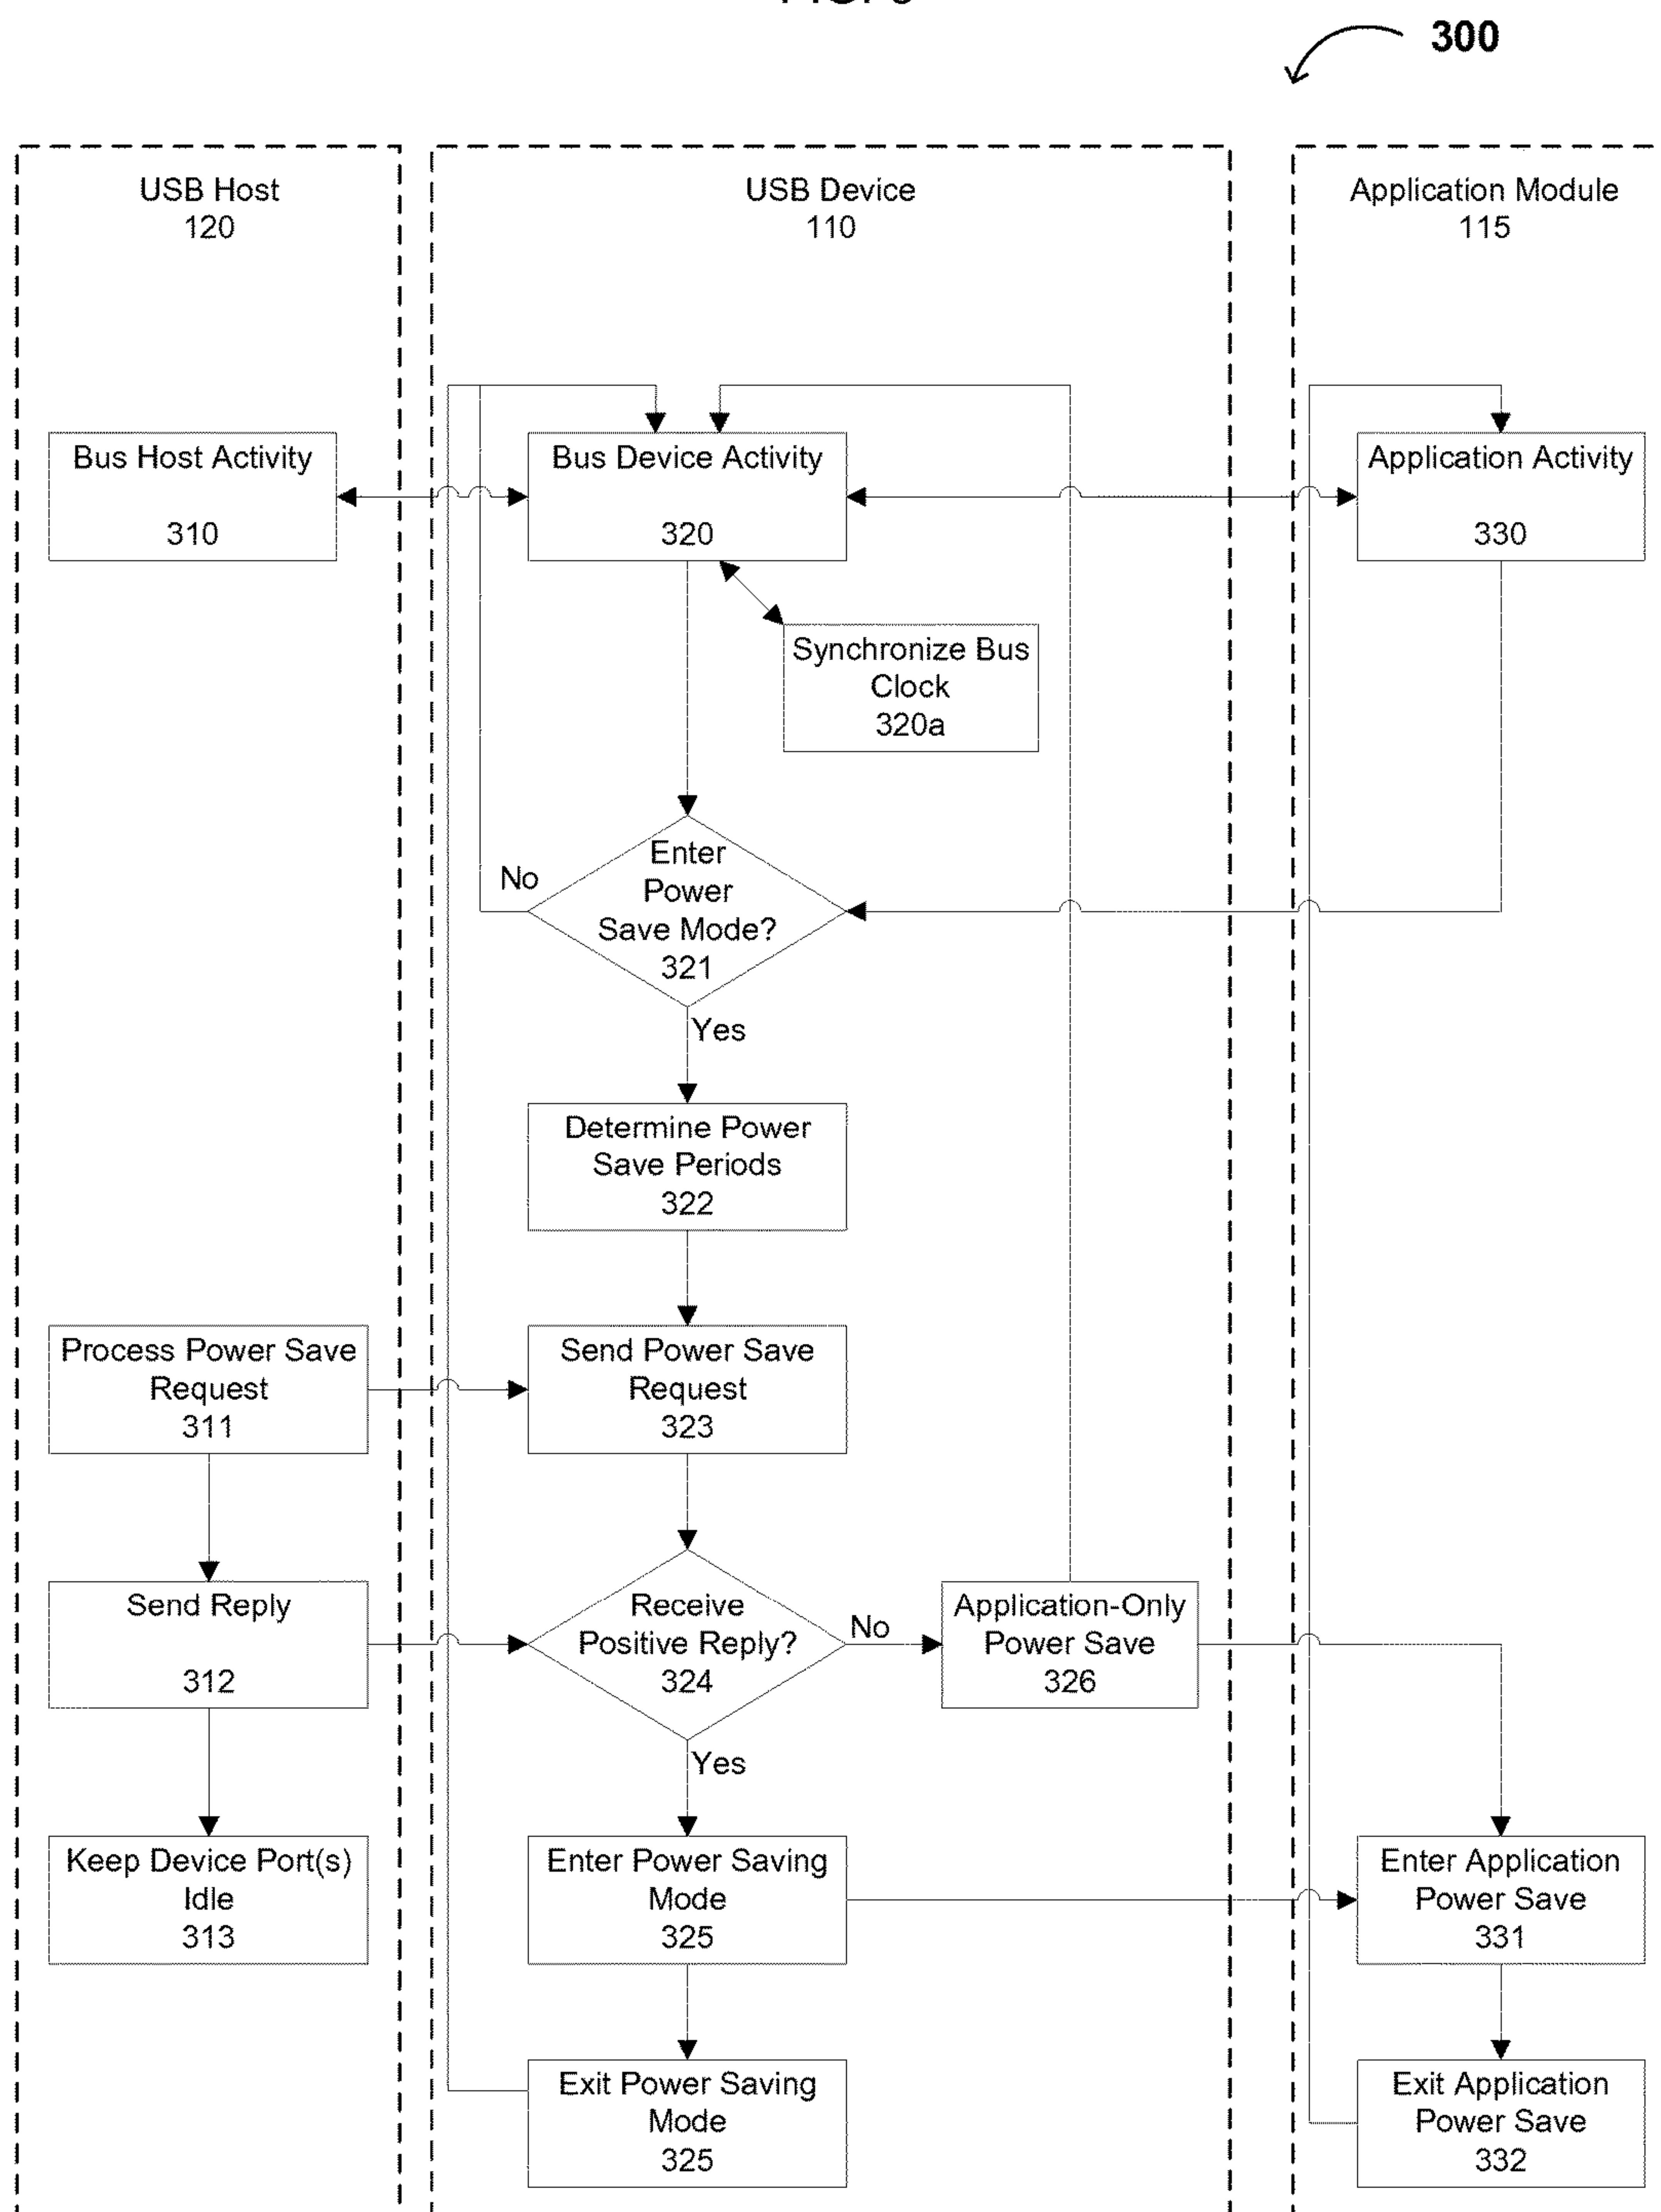 300
USB Host
120
USB Device
110
Application Module
115
Bus Host Activity
310
Bus Device Activity
320
Application Activity
330
Synchronize Bus
Clock
320a
Enter
Power
Save Mode?
321
No
Yes
Determine Power
Save Periods
322
Process Power Save
Request
311
Send Power Save
Request
323
Send Reply
312
Receive
Positive Reply?
324
No
Application-Only
Power Save
326
Yes
Keep Device Port(s)
Idle
313
Enter Power Saving
Mode
325
Enter Application
Power Save
331
Exit Power Saving
Mode
325
Exit Application
Power Save
332